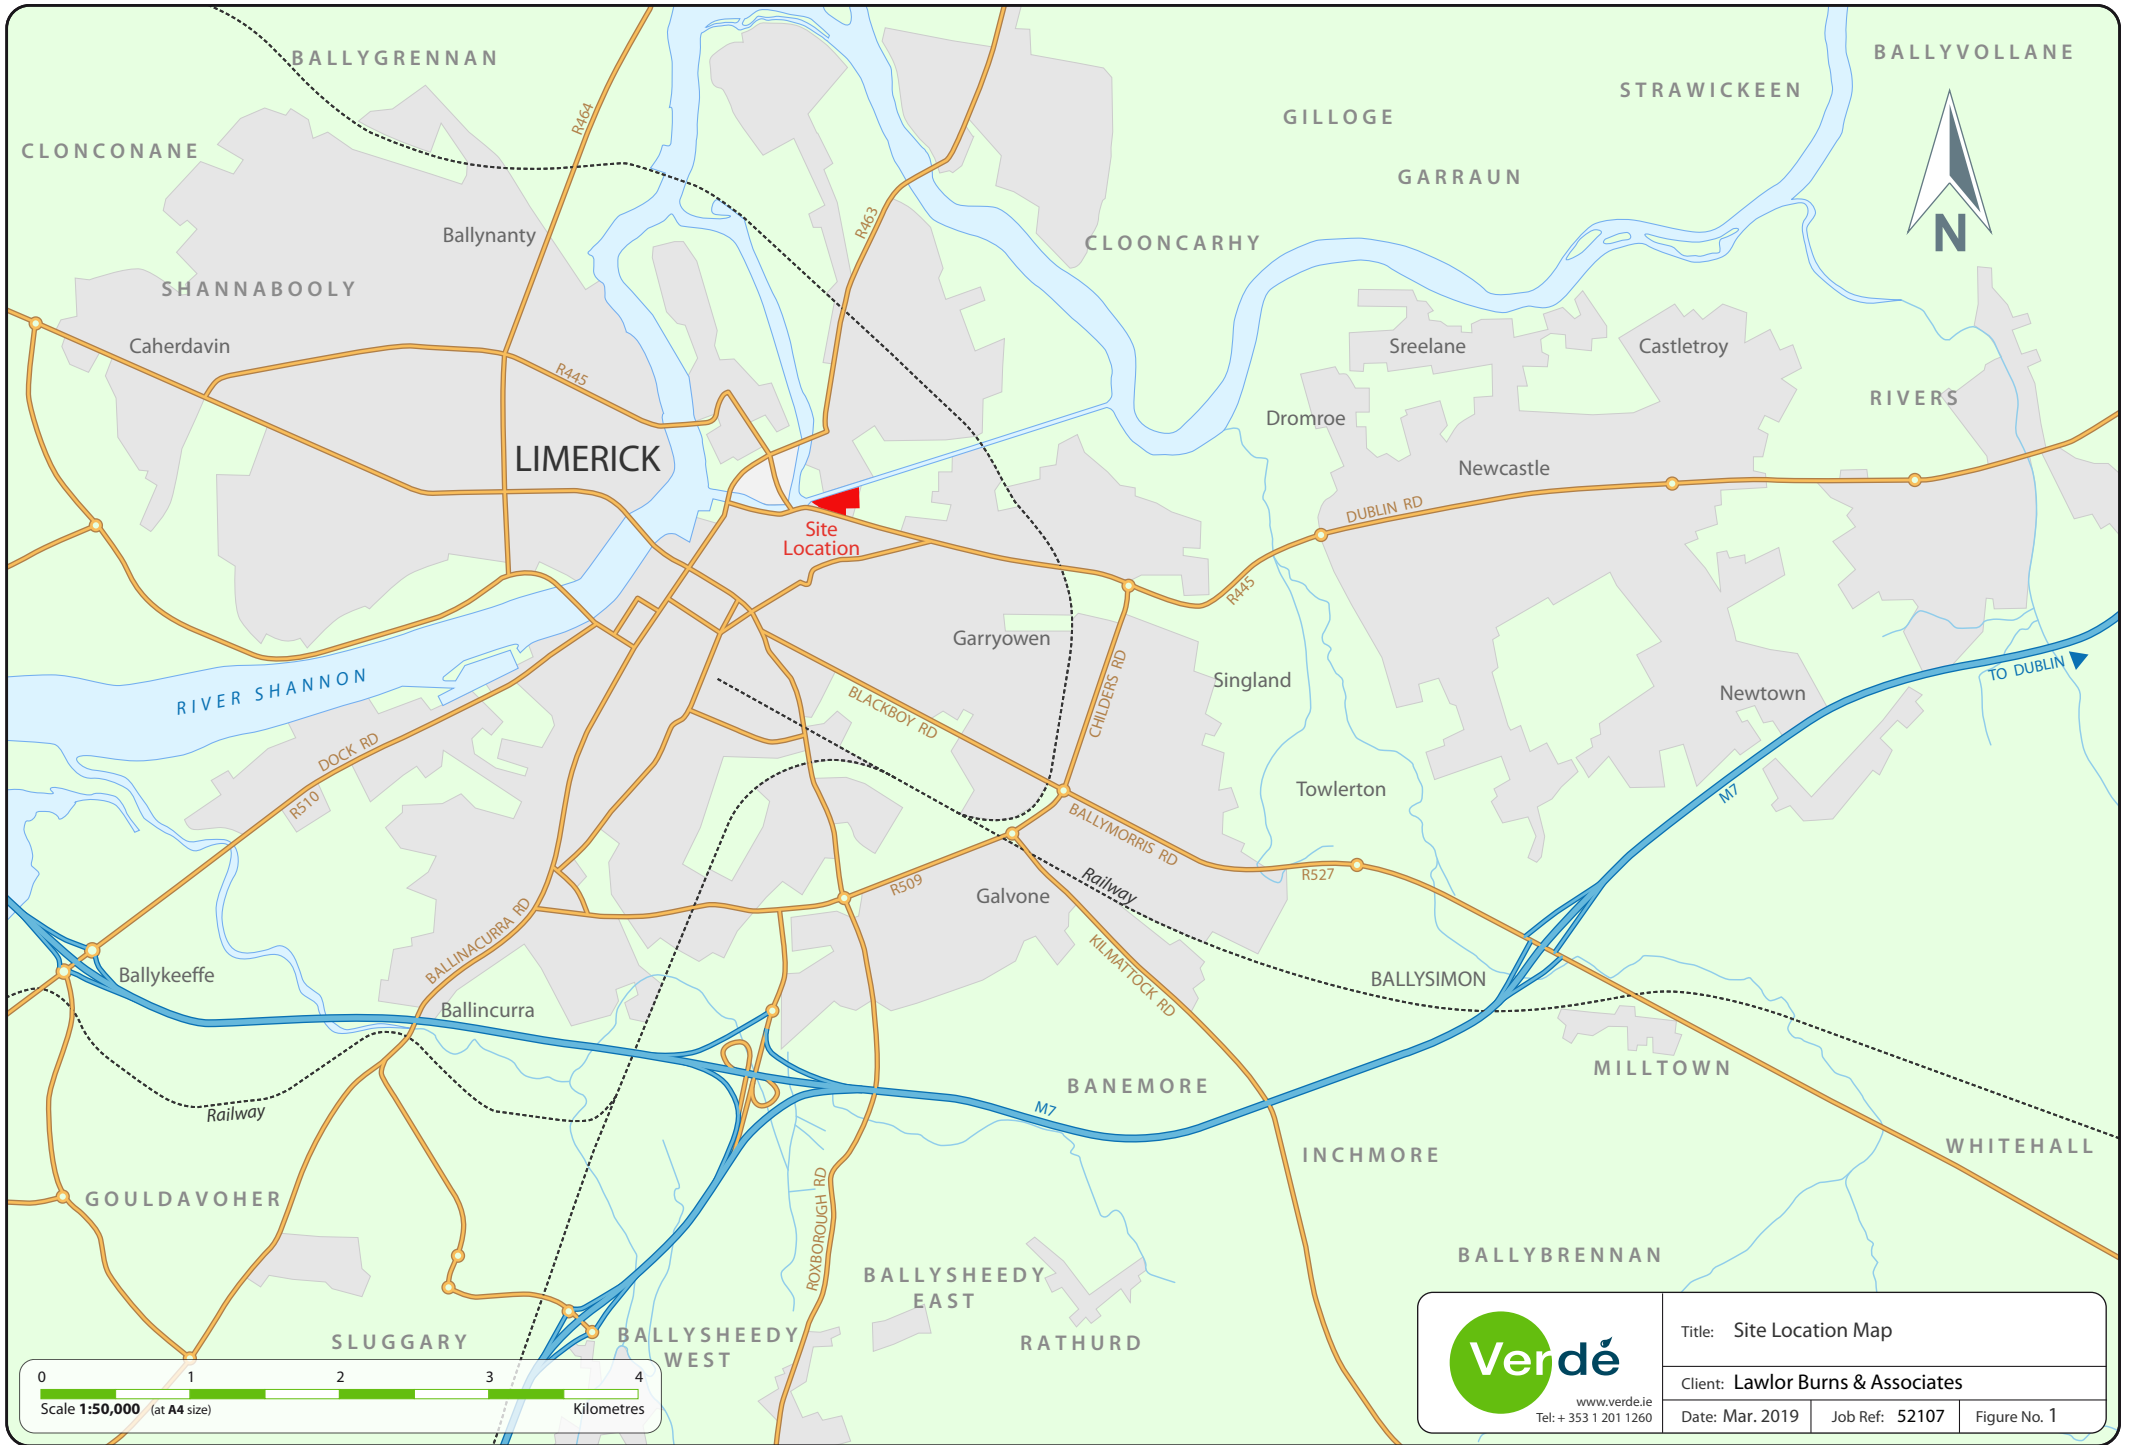 BALLYGRENNAN
BALLYVOLLANE
STRAWICKEEN
GILLOGE
R464
CLONCONANE
GARRAUN
R463
N
Ballynanty
CLOONCARHY
SHANNABOOLY
Caherdavin
Sreelane
Castletroy
R445
RIVERS
Dromroe
LIMERICK
Newcastle
DUBLIN RD
Site
Location
R445
Garryowen
RIVER SHANNON
Singland
TO DUBLIN
CHILDERS RD
Newtown
BLACKBOY RD
DOCK RD
R510
Towlerton
M7
BALLYMORRIS RD
R527
R509
Railway
Galvone
BALLINACURRA RD
KILMATTOCK RD
Ballykeeffe
BALLYSIMON
Ballincurra
MILLTOWN
BANEMORE
Railway
M7
INCHMORE
WHITEHALL
GOULDAVOHER
ROXBOROUGH RD
BALLYBRENNAN
BALLYSHEEDY
EAST
SLUGGARY
BALLYSHEEDY
WEST
RATHURD
0 1 2 3 4
Scale 1:50,000 (at A4 size) Kilometres
Verdé
www.verde.ie
Tel: + 353 1 201 1260
Title: Site Location Map
Client: Lawlor Burns & Associates
Date: Mar. 2019 Job Ref: 52107 Figure No. 1